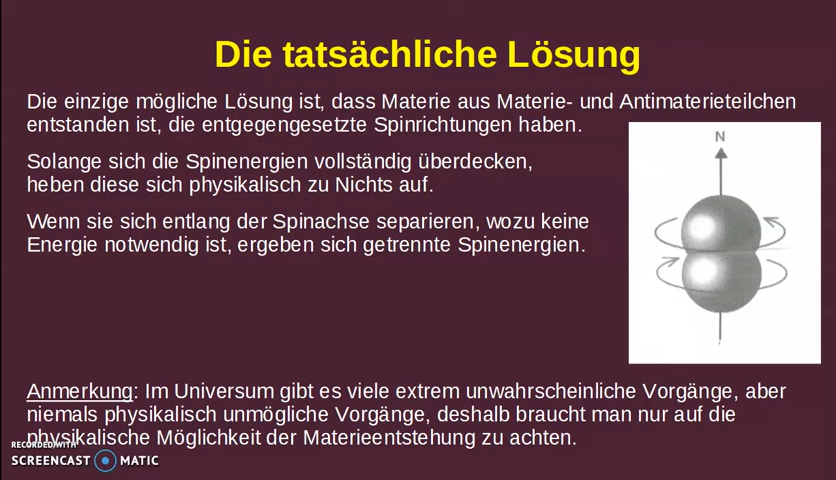 Die tatsächliche Lösung
Die einzige mögliche Lösung ist, dass Materie aus Materie- und Antimaterieteilchen
entstanden ist, die entgegengesetzte Spinrichtungen haben.
N
Solange sich die Spinenergien vollständig überdecken,
heben diese sich physikalisch zu Nichts auf.
Wenn sie sich entlang der Spinachse separieren, wozu keine
Energie notwendig ist, ergeben sich getrennte Spinenergien.
Anmerkung: Im Universum gibt es viele extrem unwahrscheinliche Vorgänge, aber
niemals physikalisch unmögliche Vorgänge, deshalb braucht man nur auf die
physikalische Möglichkeit der Materieentstehung zu achten.
RECORDED WITH
SCREENCAST MATIC